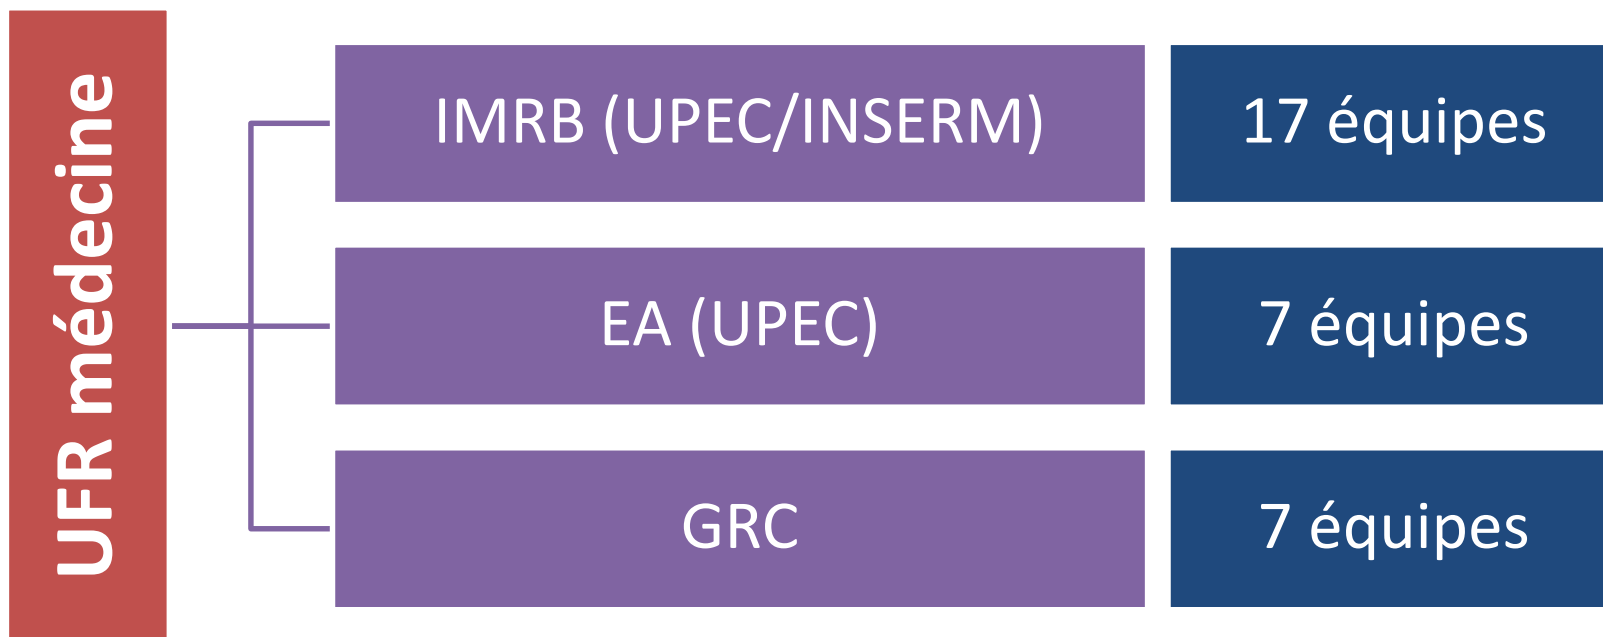 UFR médecine
IMRB (UPEC/INSERM)
17 équipes
EA (UPEC)
7 équipes
GRC
7 équipes